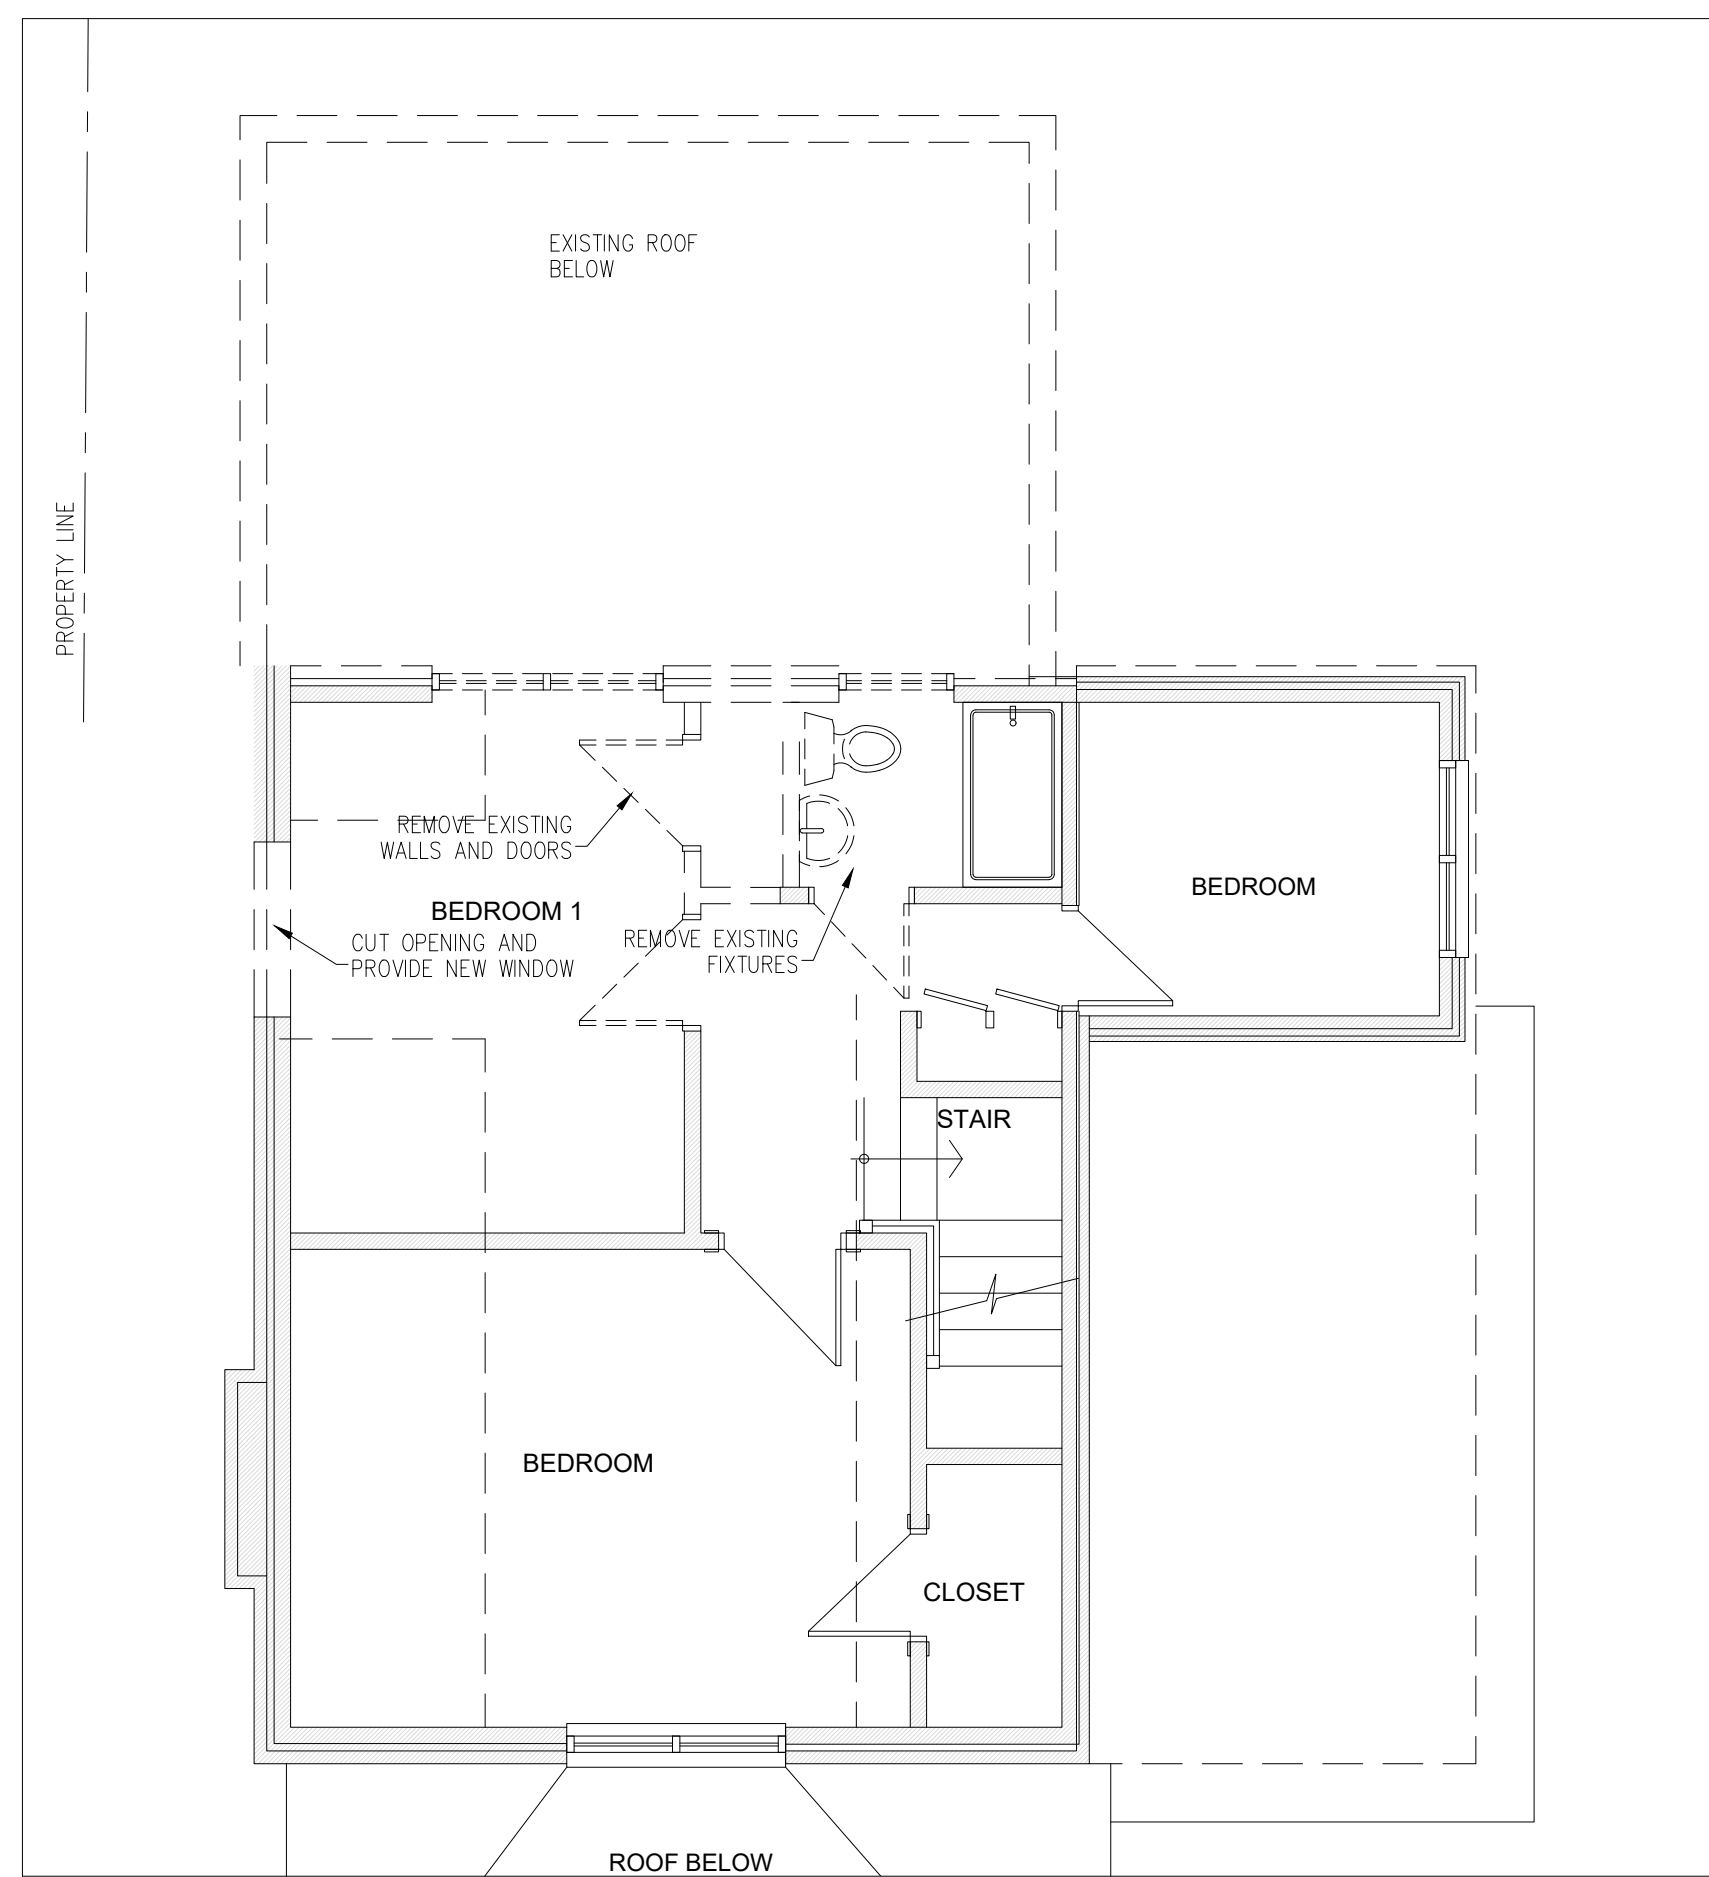 EXISTING ROOF
BELOW
PROPERTY LINE
REMOVE EXISTING
WALLS AND DOORS
BEDROOM 1
CUT OPENING AND
PROVIDE NEW WINDOW
REMOVE EXISTING
FIXTURES
BEDROOM
STAIR
BEDROOM
CLOSET
ROOF BELOW